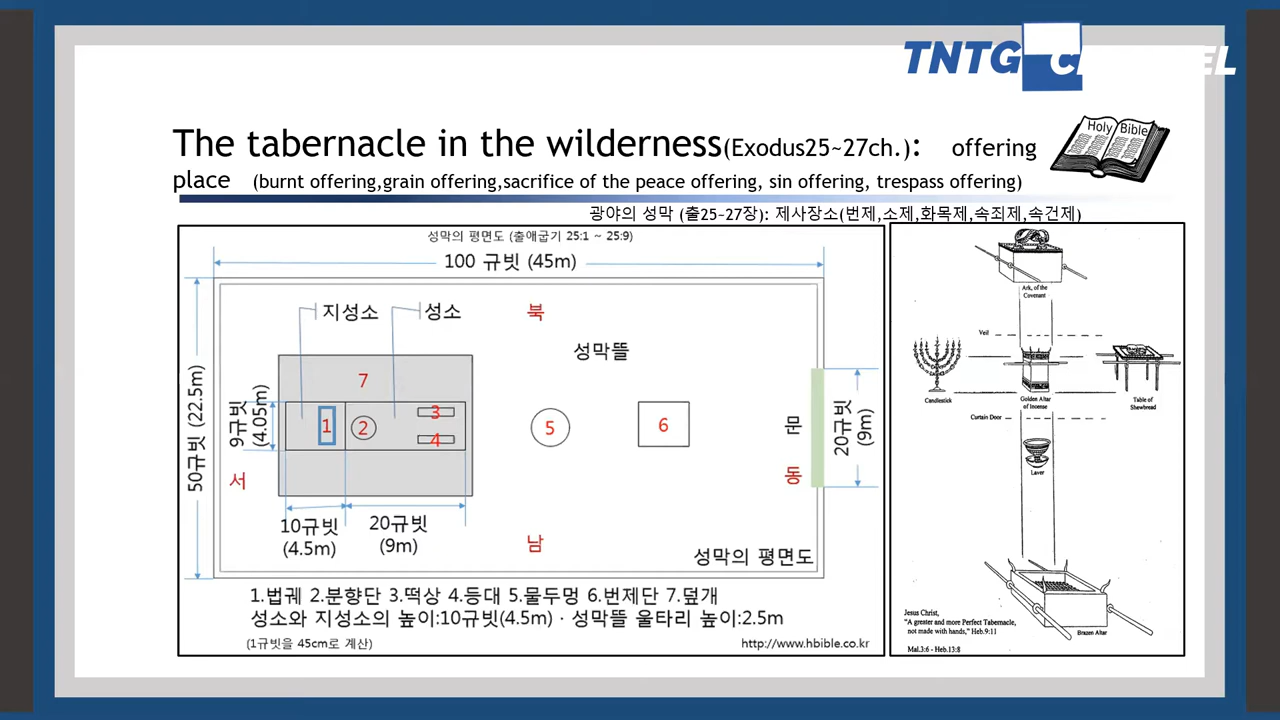 TNTG C EL
Holy Bible
The tabernacle in the wilderness(Exodus25~27ch.): offering
place (burnt offering,grain offering,sacrifice of the peace offering, sin offering, trespass offering)
광야의 성막 (출25~27장): 제사장소(번제,소제,화목제,속죄제,속건제)
성막의 평면도 (출애굽기 25:1 ~ 25:9)
100 규빗 (45m)
지성소
성소
북
성막뜰
50규빗 (22.5m)
9규빗
(4.05m)
7
1
2
3
4
5
6
문
20규빗
(9m)
서
동
10규빗
(4.5m)
20규빗
(9m)
남
성막의 평면도
1.법궤 2.분향단 3.떡상 4.등대 5.물두멍 6.번제단 7.덮개
성소와 지성소의 높이:10규빗(4.5m) · 성막뜰 울타리 높이:2.5m
(1규빗을 45cm로 계산)
http://www.hbible.co.kr
Ark, of the
Covenant
Veil
Candlestick
Golden Altar
of Incense
Table of
Shewbread
Curtain Door
Laver
Jesus Christ,
"A greater and more Perfect Tabernacle,
not made with hands," Heb.9:11
Brazen Altar
Mal.3:6 - Heb.13:8